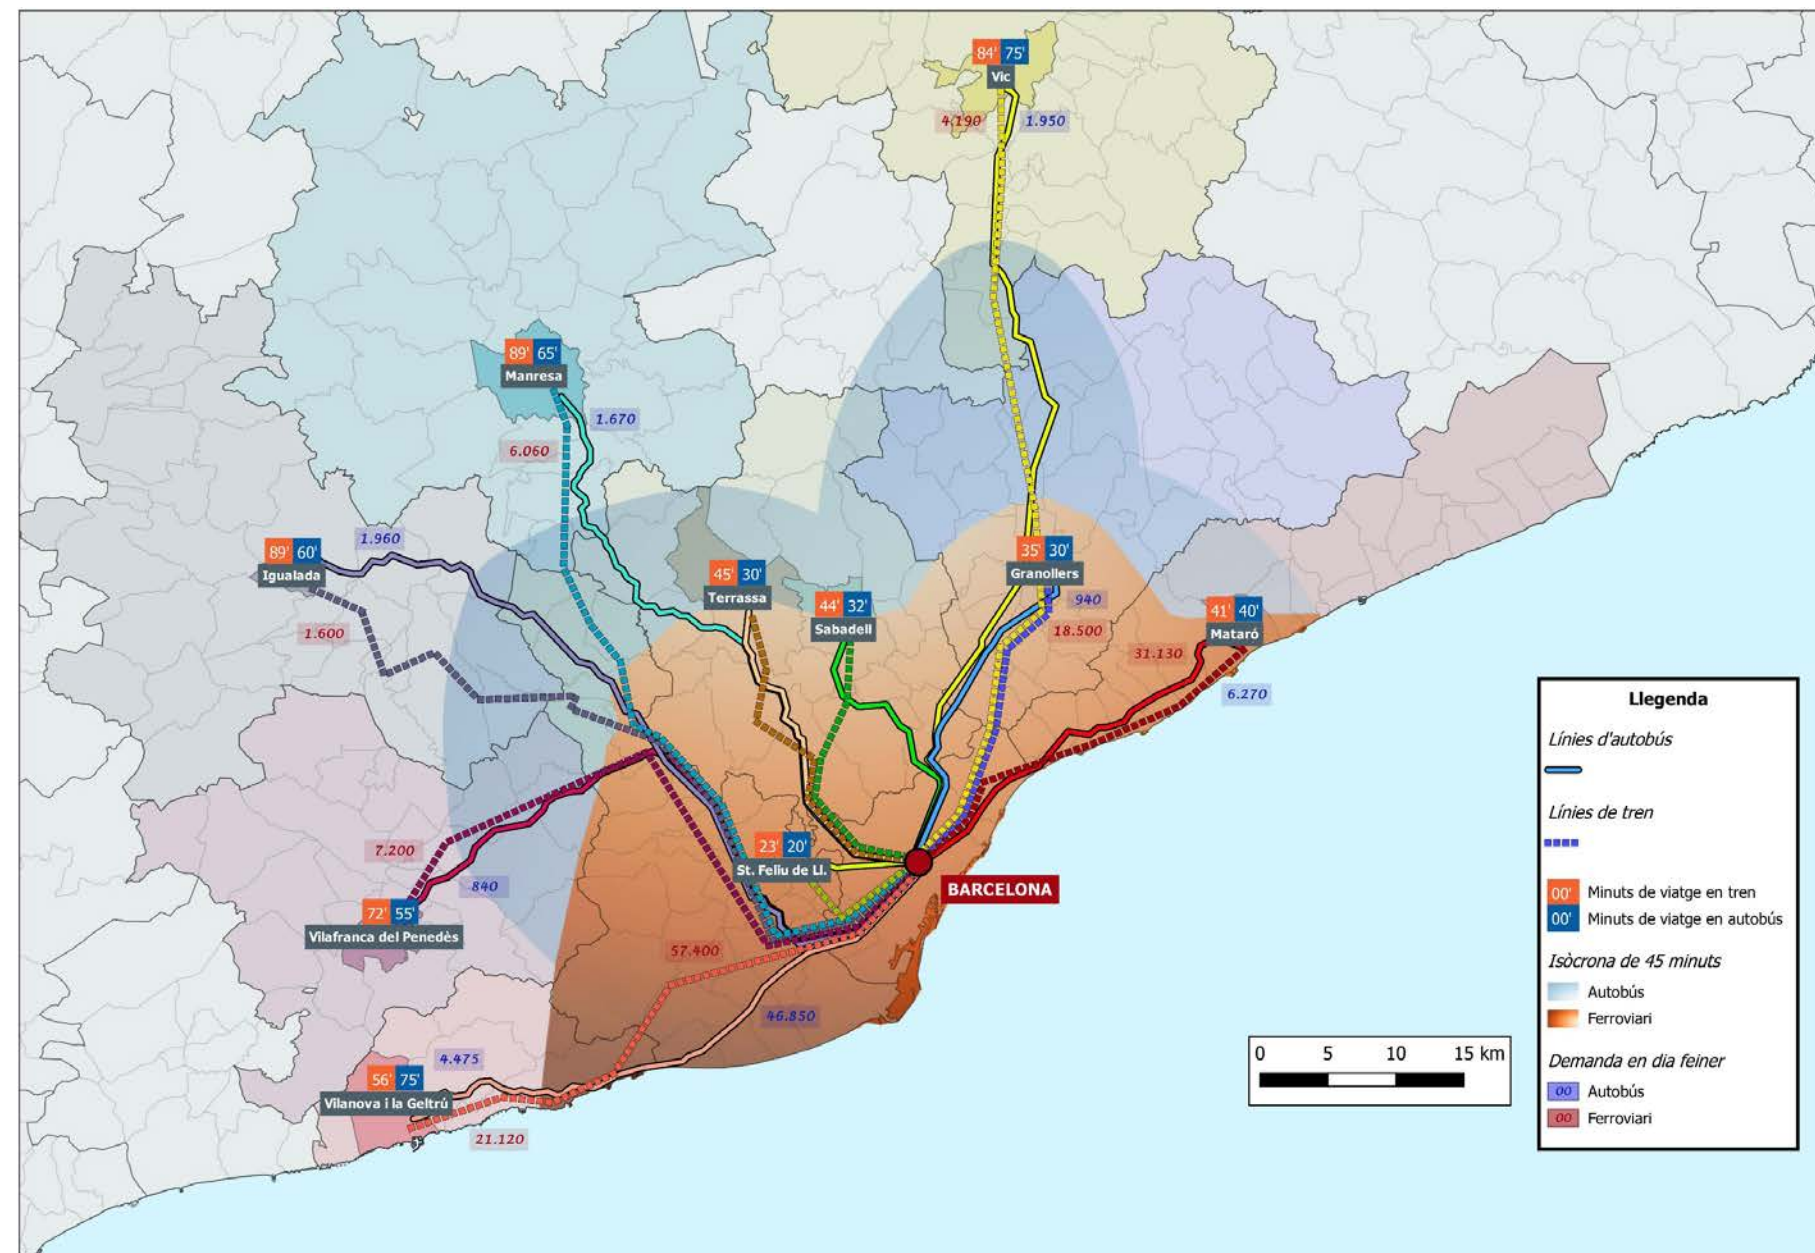 84' 75'
Vic
4.190
1.950
89' 65'
Manresa
1.670
6.060
1.960
89' 60'
Igualada
1.600
45' 30'
Terrassa
44' 32'
Sabadell
35' 30'
Granollers
940
18.500
41' 40'
Mataró
31.130
6.270
7.200
840
72' 55'
Vilafranca del Penedès
23' 20'
St. Feliu de Ll.
BARCELONA
57.400
46.850
4.475
56' 75'
Vilanova i la Geltrú
21.120
0 5 10 15 km
Llegenda
Línies d'autobús
Línies de tren
00' Minuts de viatge en tren
00' Minuts de viatge en autobús
Isòcrona de 45 minuts
Autobús
Ferroviari
Demanda en dia feiner
00 Autobús
00 Ferroviari